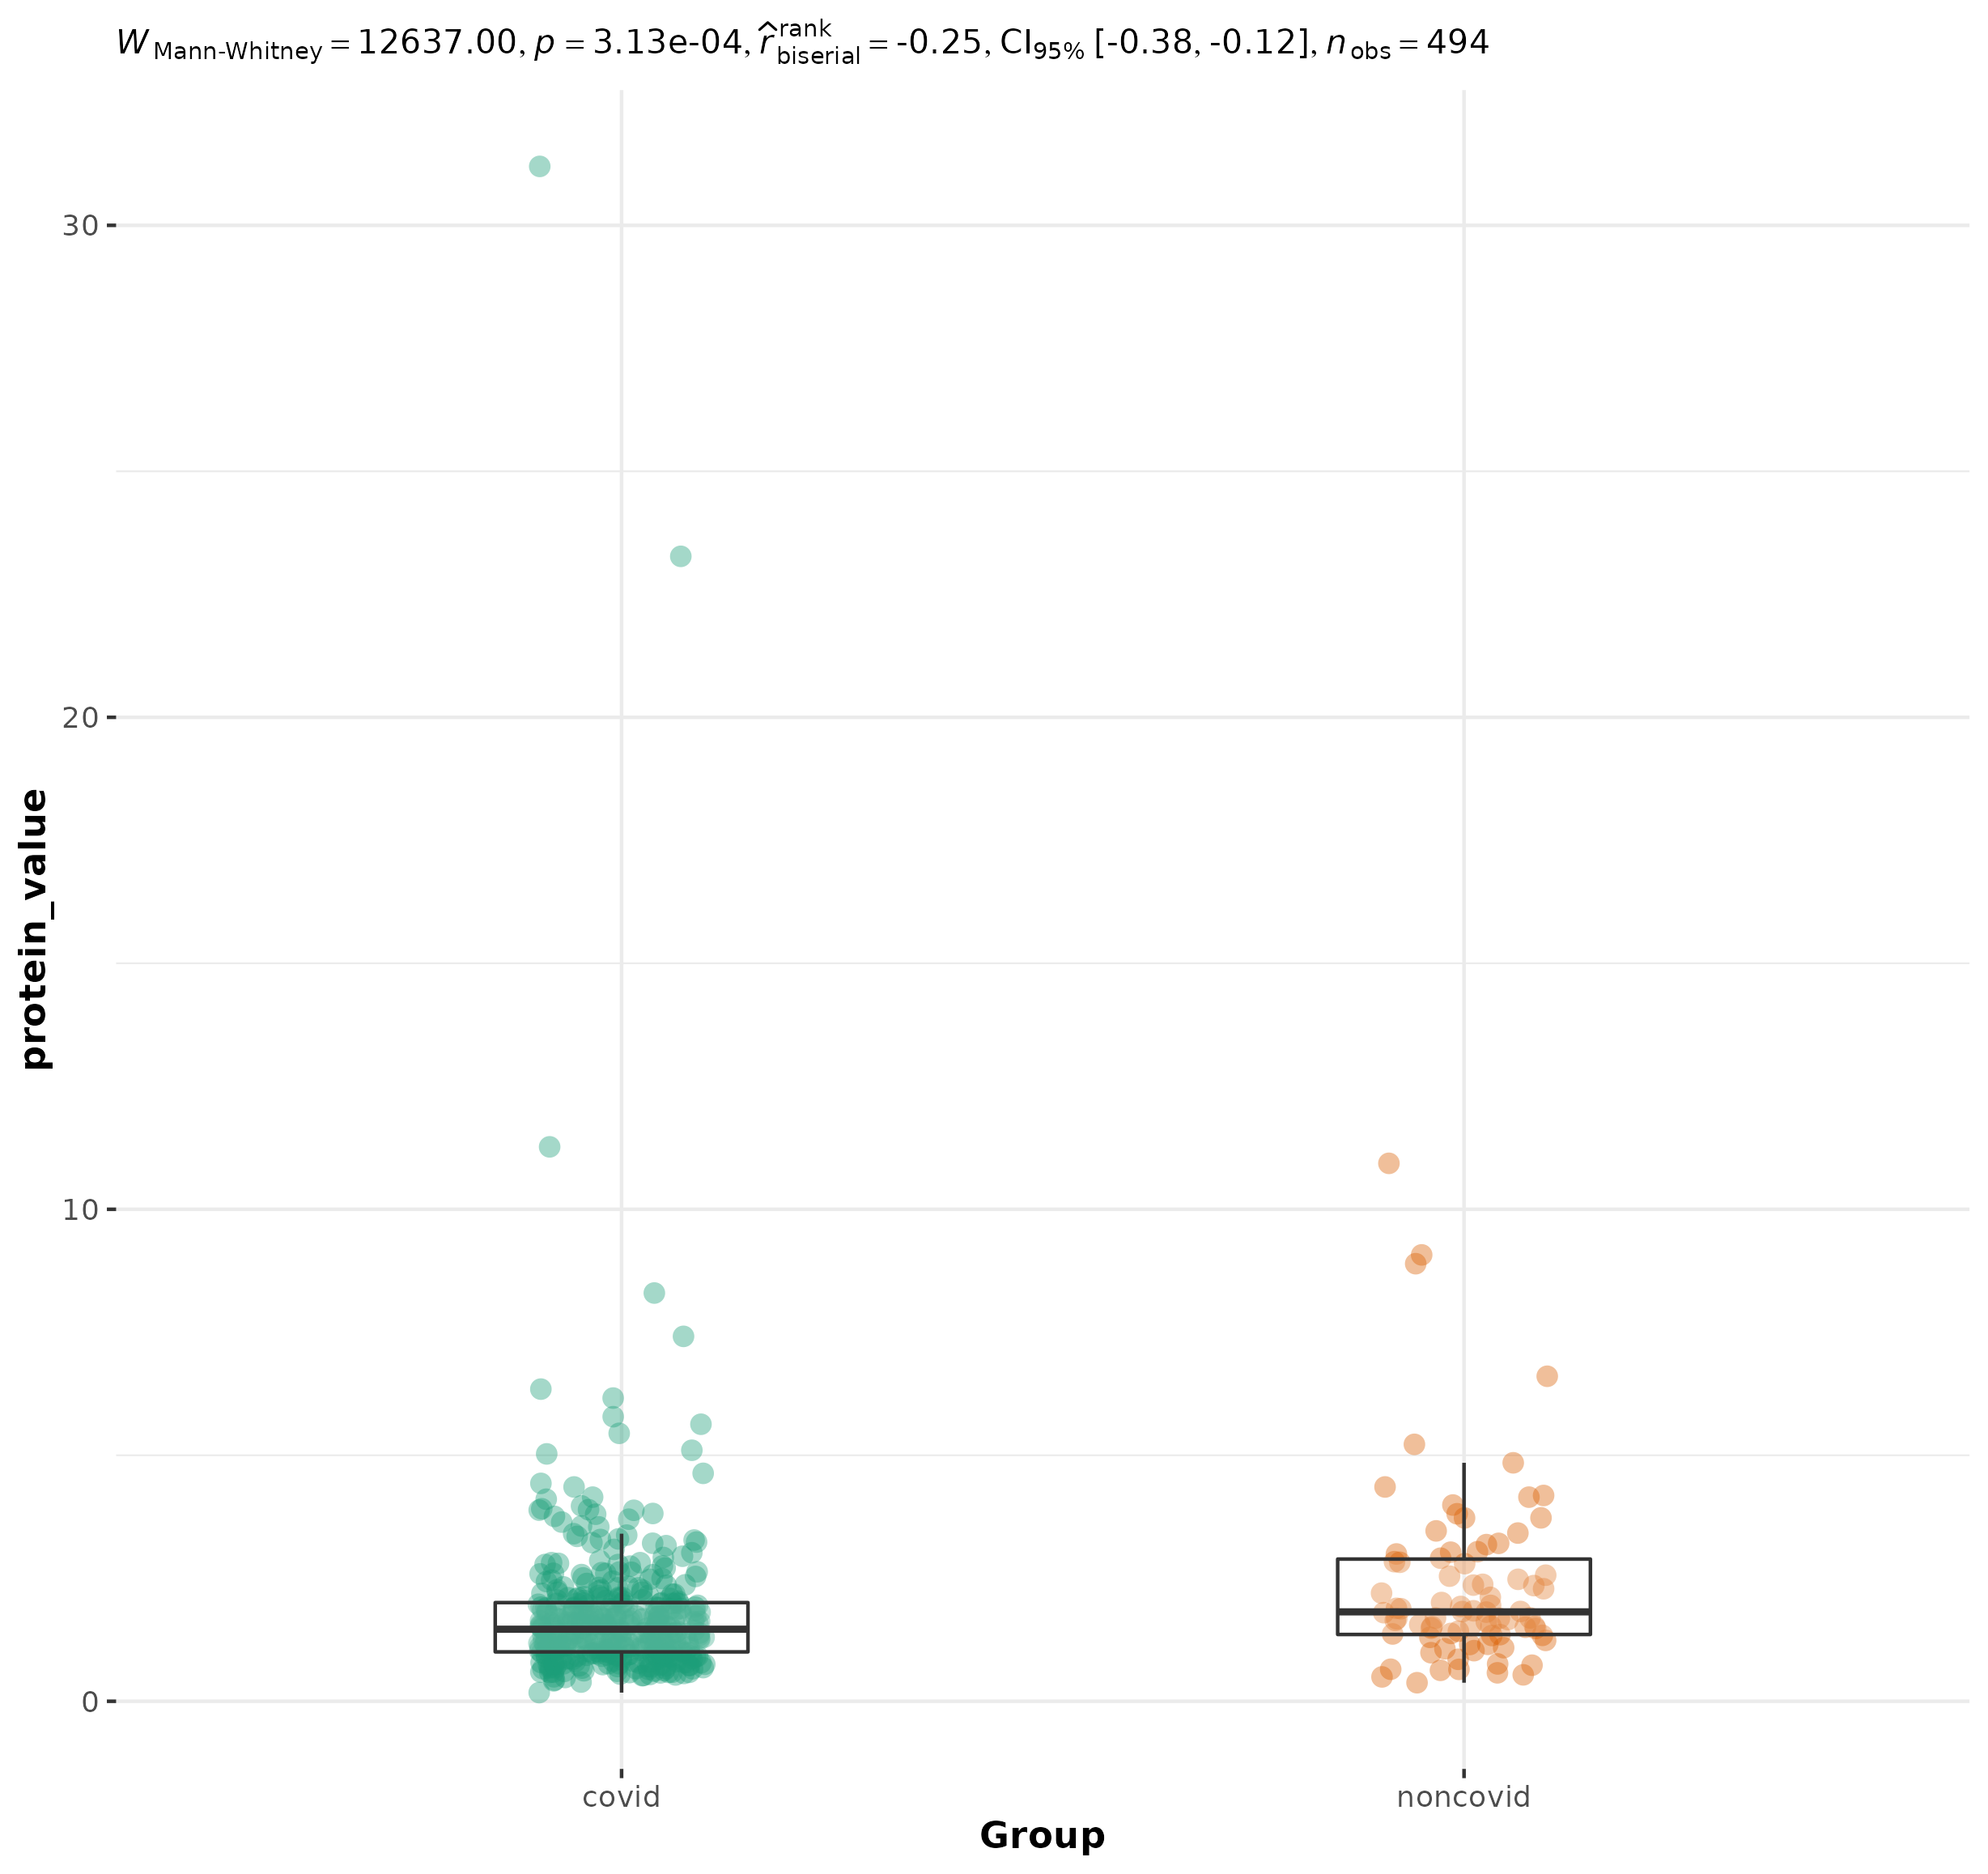 W Mann-Whitney = 12637.00, p = 3.13e-04, r̂ rank biserial = -0.25, CI95% [-0.38, -0.12], nobs = 494
30
20
10
0
protein_value
covid noncovid
Group